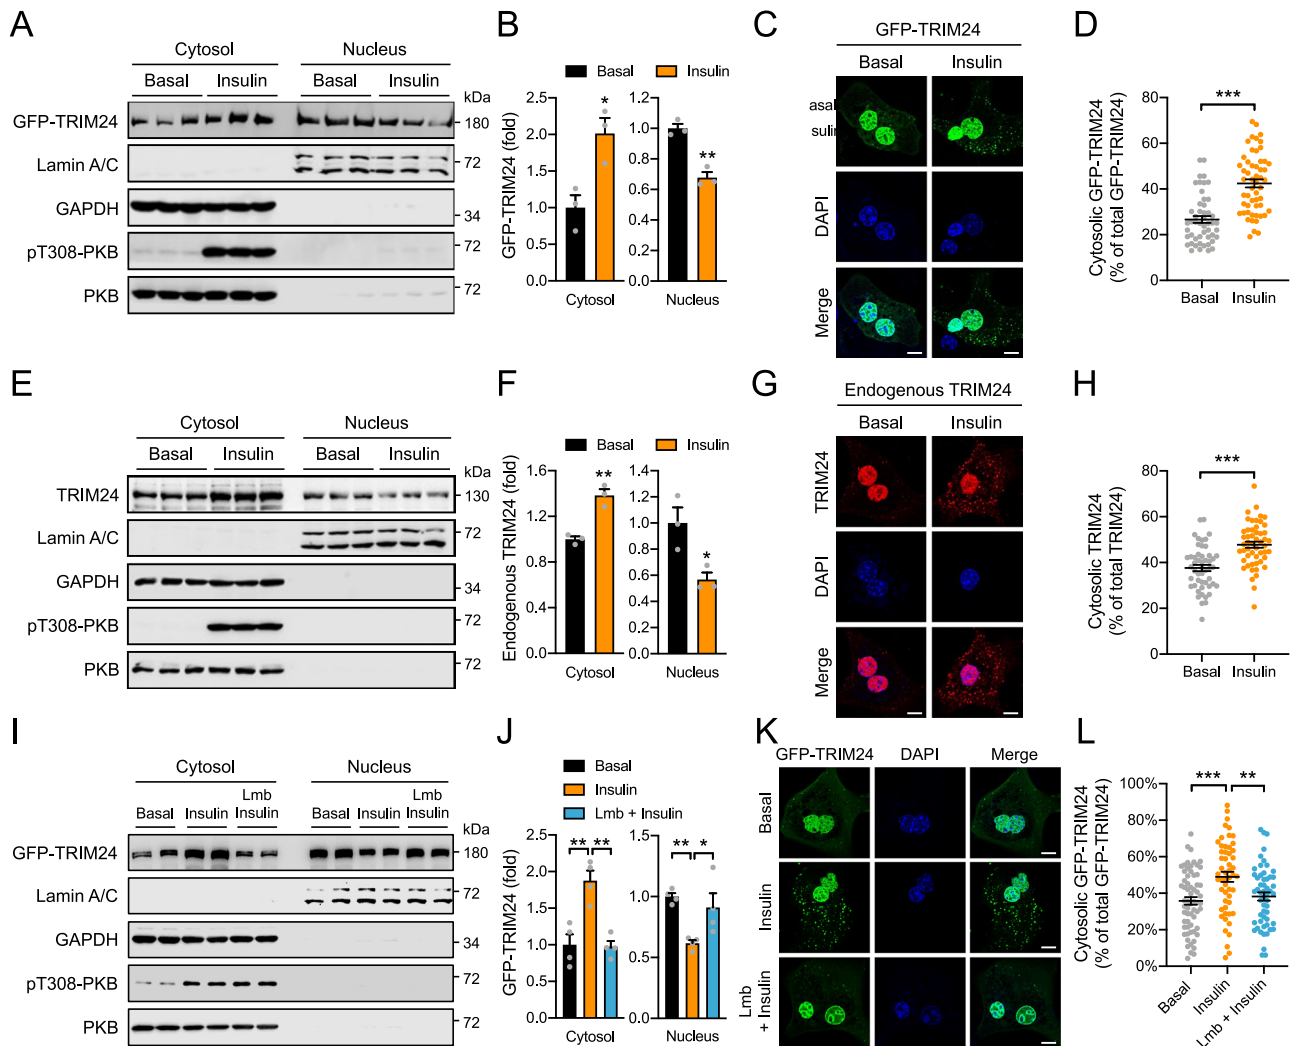 A
Cytosol Nucleus
Basal Insulin Basal Insulin
kDa
GFP-TRIM24 180
Lamin A/C 72
GAPDH 34
pT308-PKB 72
PKB 72
B
Basal Insulin
GFP-TRIM24 (fold)
2.5 2.0 1.5 1.0 0.5 0.0
*
Cytosol
1.2 1.0 0.8 0.6 0.4 0.2 0.0
**
Nucleus
C
GFP-TRIM24
Basal Insulin
asal
sulin
DAPI
Merge
D
Cytosolic GFP-TRIM24
(% of total GFP-TRIM24)
80 60 40 20 0
***
Basal Insulin
E
Cytosol Nucleus
Basal Insulin Basal Insulin
kDa
TRIM24 130
Lamin A/C 72
GAPDH 34
pT308-PKB 72
PKB 72
F
Basal Insulin
Endogenous TRIM24 (fold)
1.6 1.4 1.2 1.0 0.8 0.6 0.4 0.2 0.0
**
Cytosol
1.4 1.2 1.0 0.8 0.6 0.4 0.2 0.0
*
Nucleus
G
Endogenous TRIM24
Basal Insulin
TRIM24
DAPI
Merge
H
Cytosolic TRIM24
(% of total TRIM24)
80 60 40 20 0
***
Basal Insulin
I
Cytosol Nucleus
Lmb Lmb
Basal Insulin Insulin Basal Insulin Insulin
kDa
GFP-TRIM24 180
Lamin A/C 72
GAPDH 34
pT308-PKB 72
PKB 72
J
Basal
Insulin
Lmb + Insulin
GFP-TRIM24 (fold)
2.5 2.0 1.5 1.0 0.5 0.0
** **
Cytosol
1.5 1.0 0.5 0.0
** *
Nucleus
K
GFP-TRIM24 DAPI Merge
Basal
Insulin
Lmb
+ Insulin
L
Cytosolic GFP-TRIM24
(% of total GFP-TRIM24)
100% 80% 60% 40% 20% 0%
*** **
Basal
Insulin
Lmb + Insulin